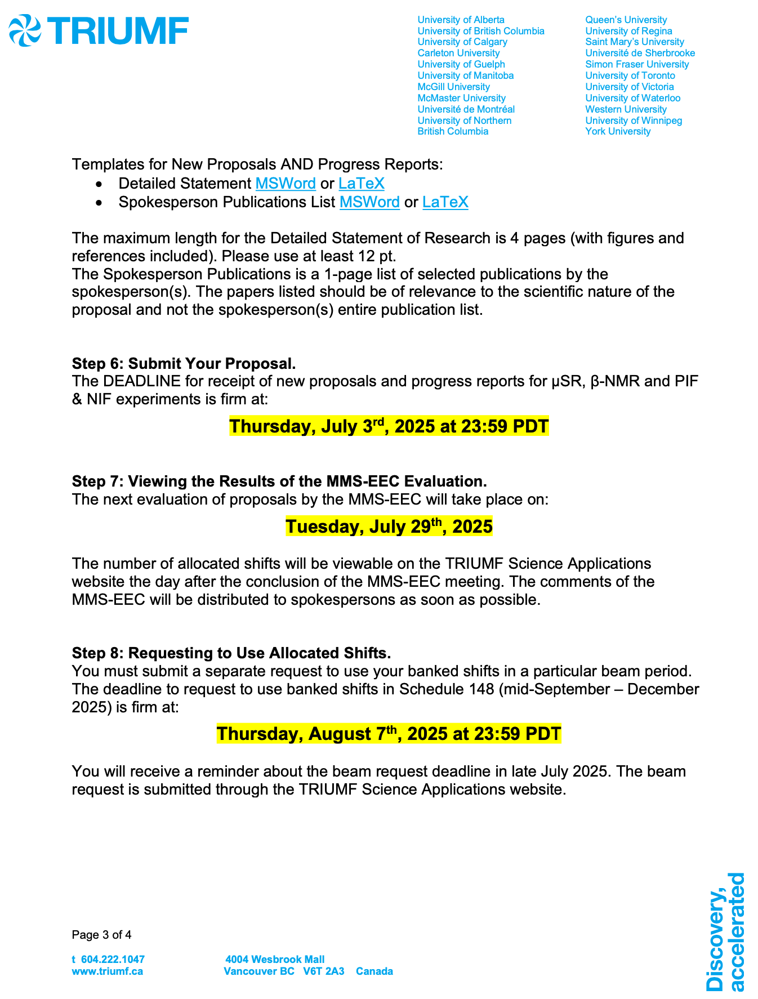 TRIUMF
University of Alberta
University of British Columbia
University of Calgary
Carleton University
University of Guelph
University of Manitoba
McGill University
McMaster University
Université de Montréal
University of Northern
British Columbia
Queen’s University
University of Regina
Saint Mary’s University
Université de Sherbrooke
Simon Fraser University
University of Toronto
University of Victoria
University of Waterloo
Western University
University of Winnipeg
York University
Templates for New Proposals AND Progress Reports:
• Detailed Statement MSWord or LaTeX
• Spokesperson Publications List MSWord or LaTeX
The maximum length for the Detailed Statement of Research is 4 pages (with figures and
references included). Please use at least 12 pt.
The Spokesperson Publications is a 1-page list of selected publications by the
spokesperson(s). The papers listed should be of relevance to the scientific nature of the
proposal and not the spokesperson(s) entire publication list.
Step 6: Submit Your Proposal.
The DEADLINE for receipt of new proposals and progress reports for µSR, β-NMR and PIF
& NIF experiments is firm at:
Thursday, July 3rd, 2025 at 23:59 PDT
Step 7: Viewing the Results of the MMS-EEC Evaluation.
The next evaluation of proposals by the MMS-EEC will take place on:
Tuesday, July 29th, 2025
The number of allocated shifts will be viewable on the TRIUMF Science Applications
website the day after the conclusion of the MMS-EEC meeting. The comments of the
MMS-EEC will be distributed to spokespersons as soon as possible.
Step 8: Requesting to Use Allocated Shifts.
You must submit a separate request to use your banked shifts in a particular beam period.
The deadline to request to use banked shifts in Schedule 148 (mid-September – December
2025) is firm at:
Thursday, August 7th, 2025 at 23:59 PDT
You will receive a reminder about the beam request deadline in late July 2025. The beam
request is submitted through the TRIUMF Science Applications website.
Page 3 of 4
t 604.222.1047 4004 Wesbrook Mall
www.triumf.ca Vancouver BC V6T 2A3 Canada
Discovery,
accelerated